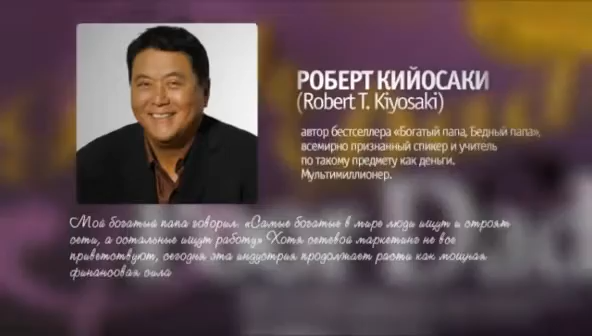 РОБЕРТ КИЙОСАКИ
(Robert T. Kiyosaki)
автор бестселлера «Богатый папа, Бедный папа»,
всемирно признанный спикер и учитель
по такому предмету как деньги.
Мультимиллионер.
Мой богатый папа говорил: «Самые богатые в мире люди ищут и строят
сети, а остальные ищут работу» Хотя сетевой маркетинг не все
приветствуют, сегодня эта индустрия продолжает расти как мощная
финансовая сила